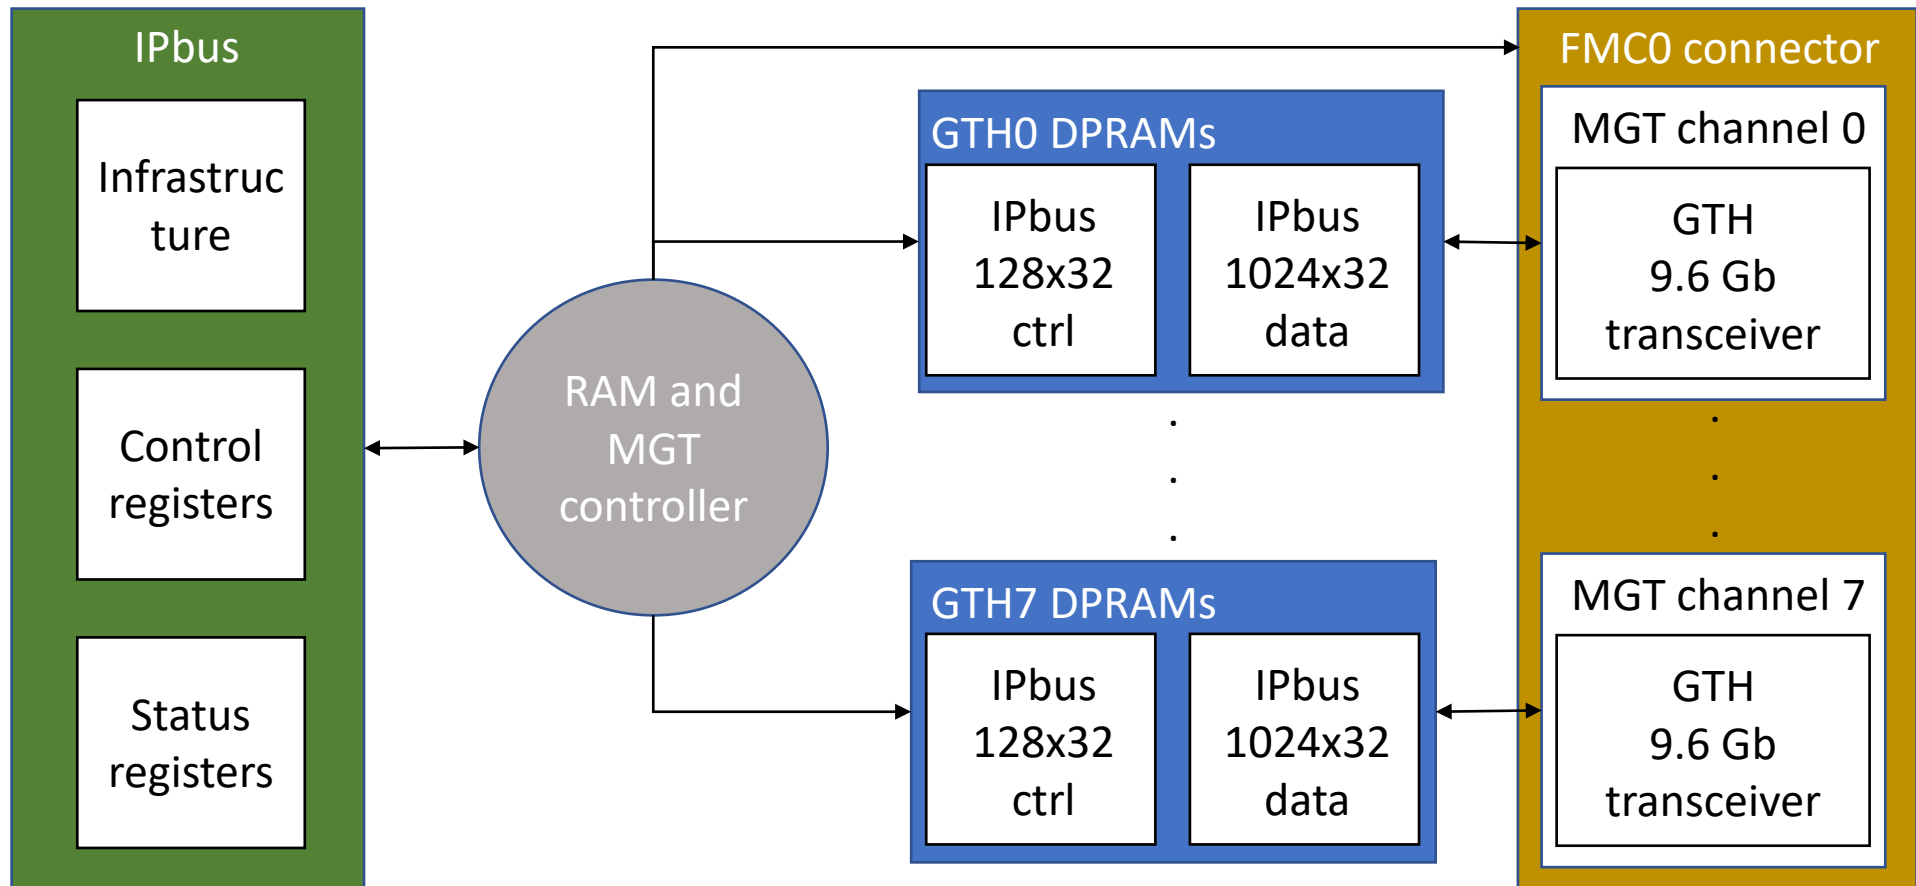 IPbus
Infrastruc
ture
Control
registers
Status
registers
RAM and
MGT
controller
GTH0 DPRAMs
IPbus
128x32
ctrl
IPbus
1024x32
data
.
.
.
GTH7 DPRAMs
IPbus
128x32
ctrl
IPbus
1024x32
data
FMC0 connector
MGT channel 0
GTH
9.6 Gb
transceiver
.
.
.
MGT channel 7
GTH
9.6 Gb
transceiver